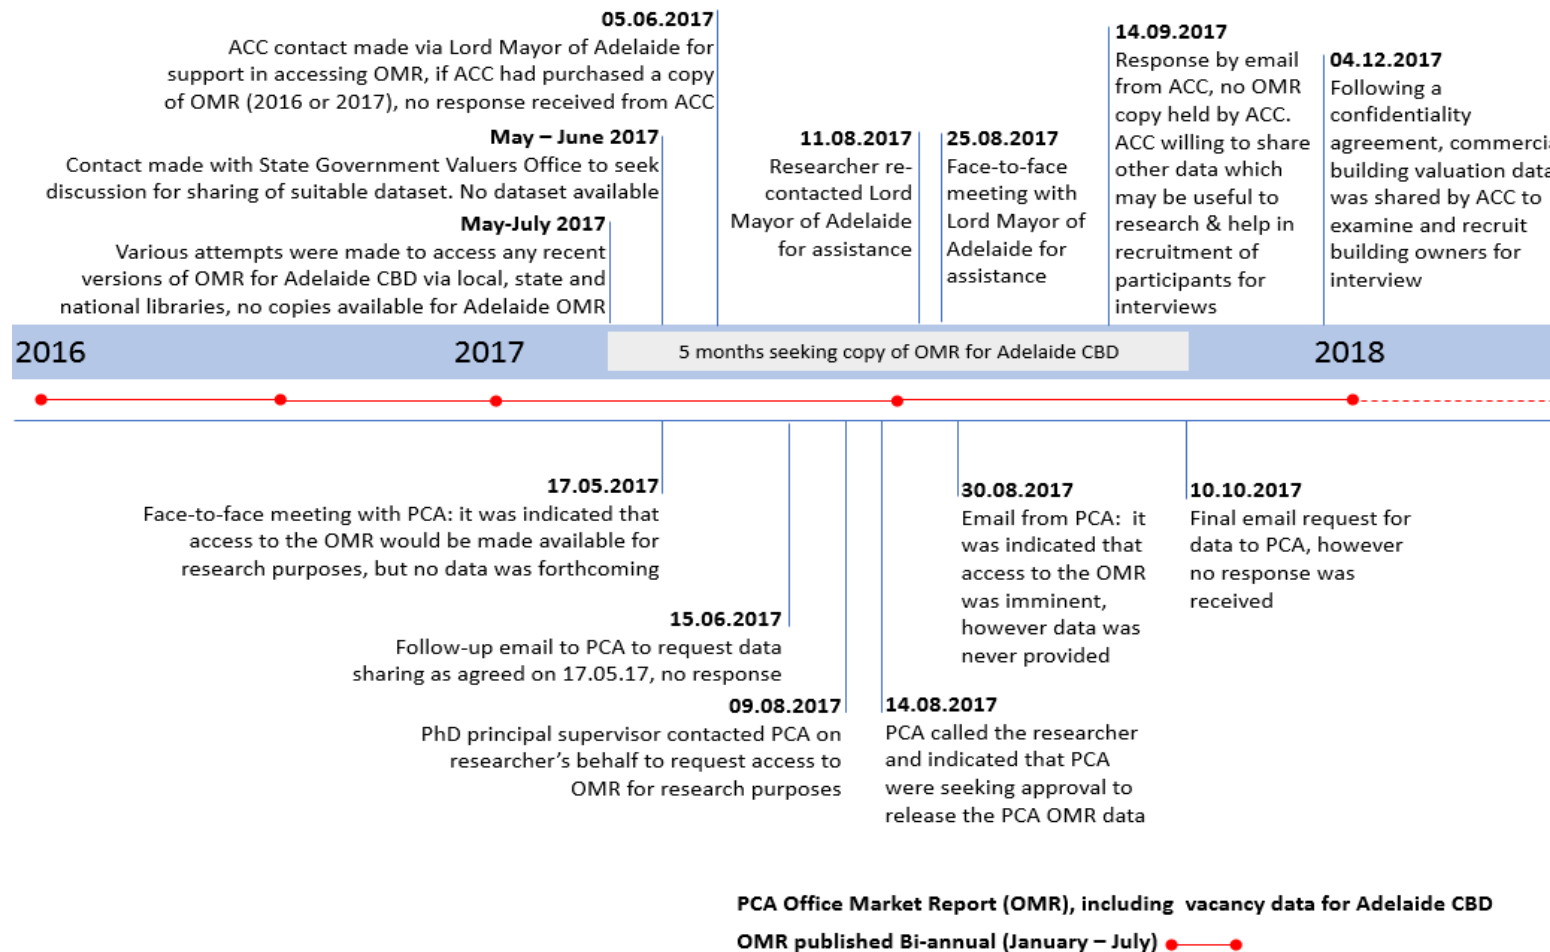 05.06.2017
ACC contact made via Lord Mayor of Adelaide for
support in accessing OMR, if ACC had purchased a copy
of OMR (2016 or 2017), no response received from ACC
May – June 2017
Contact made with State Government Valuers Office to seek
discussion for sharing of suitable dataset. No dataset available
May-July 2017
Various attempts were made to access any recent
versions of OMR for Adelaide CBD via local, state and
national libraries, no copies available for Adelaide OMR
11.08.2017
Researcher re-
contacted Lord
Mayor of Adelaide
for assistance
25.08.2017
Face-to-face
meeting with
Lord Mayor of
Adelaide for
assistance
14.09.2017
Response by email
from ACC, no OMR
copy held by ACC.
ACC willing to share
other data which
may be useful to
research & help in
recruitment of
participants for
interviews
04.12.2017
Following a
confidentiality
agreement, commercia
building valuation data
was shared by ACC to
examine and recruit
building owners for
interview
2016
2017
5 months seeking copy of OMR for Adelaide CBD
2018
17.05.2017
Face-to-face meeting with PCA: it was indicated that
access to the OMR would be made available for
research purposes, but no data was forthcoming
15.06.2017
Follow-up email to PCA to request data
sharing as agreed on 17.05.17, no response
09.08.2017
PhD principal supervisor contacted PCA on
researcher’s behalf to request access to
OMR for research purposes
14.08.2017
PCA called the researcher
and indicated that PCA
were seeking approval to
release the PCA OMR data
30.08.2017
Email from PCA: it
was indicated that
access to the OMR
was imminent,
however data was
never provided
10.10.2017
Final email request for
data to PCA, however
no response was
received
PCA Office Market Report (OMR), including vacancy data for Adelaide CBD
OMR published Bi-annual (January – July)